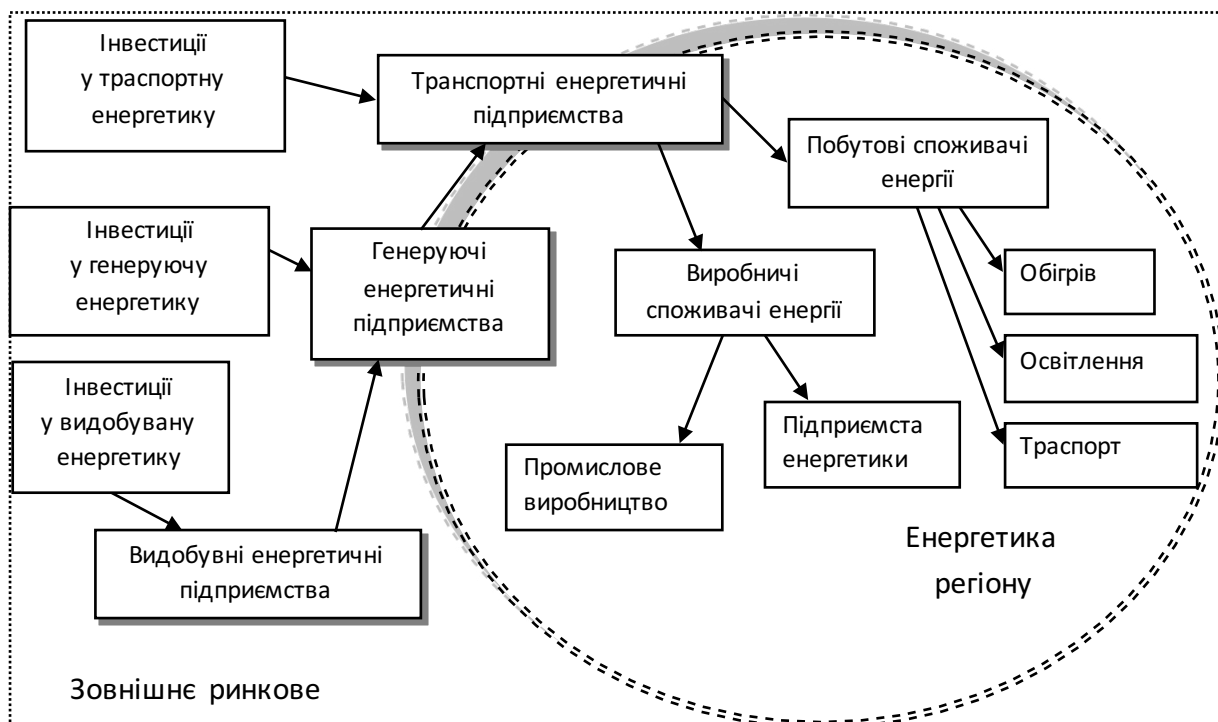 Інвестиції
у траспортну
енергетику
Транспортні енергетичні
підприємства
Побутові споживачі
енергії
Інвестиції
у генеруючу
енергетику
Генеруючі
енергетичні
підприємства
Виробничі
споживачі енергії
Обігрів
Освітлення
Траспорт
Інвестиції
у видобувану
енергетику
Промислове
виробництво
Підприємста
енергетики
Видобувні енергетичні
підприємства
Енергетика
регіону
Зовнішнє ринкове